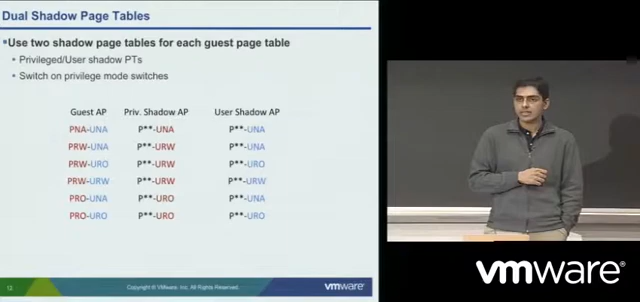 Dual Shadow Page Tables
▪Use two shadow page tables for each guest page table
• Privileged/User shadow PTs
• Switch on privilege mode switches
Guest AP Priv. Shadow AP User Shadow AP
PNA-UNA P**-UNA P**-UNA
PRW-UNA P**-URW P**-UNA
PRW-URO P**-URW P**-URO
PRW-URW P**-URW P**-URW
PRO-UNA P**-URO P**-UNA
PRO-URO P**-URO P**-URO
12 Copyright © VMware, Inc. All Rights Reserved. vmware
vmware®